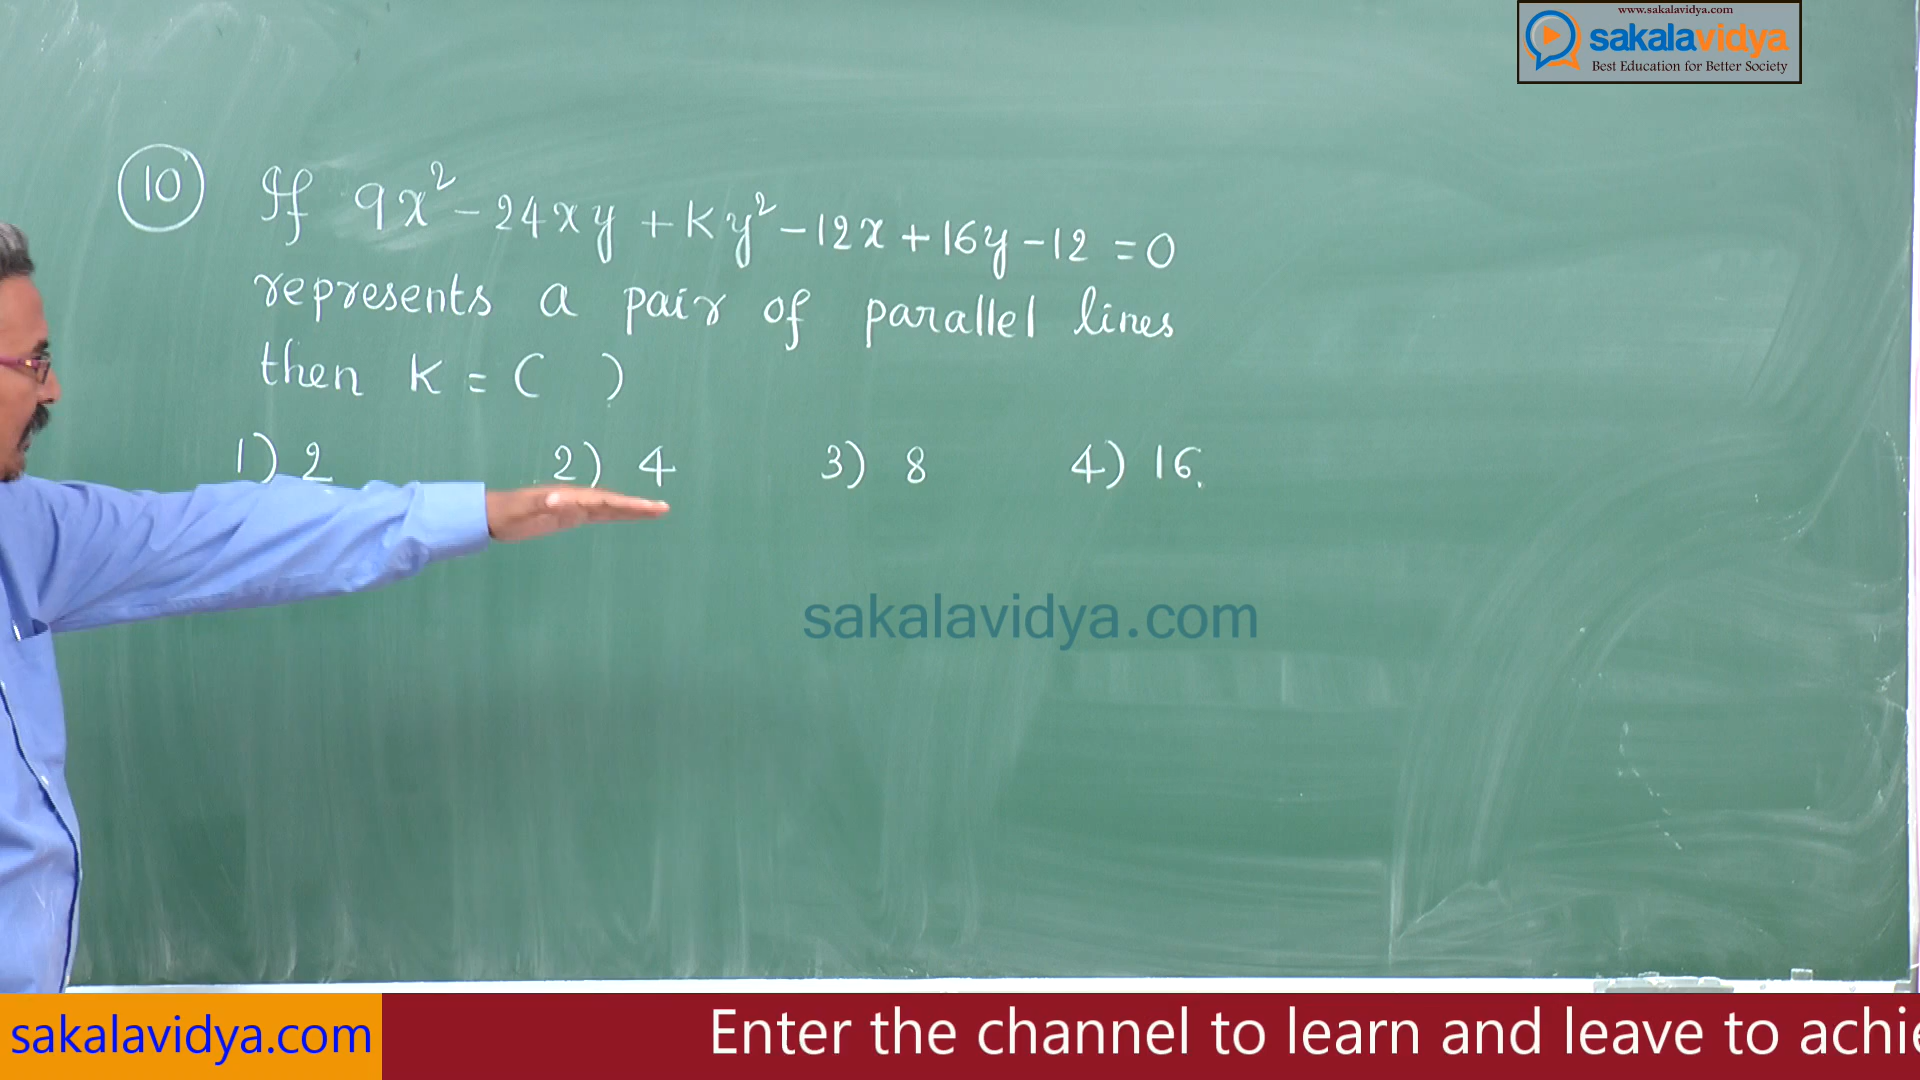 www.sakalavidya.com
sakalavidya
Best Education for Better Society
10 If 9x² - 24xy + Ky² - 12x + 16y - 12 = 0
represents a pair of parallel lines
then K = ( )
1) 2 2) 4 3) 8 4) 16.
sakalavidya.com
sakalavidya.com Enter the channel to learn and leave to achie